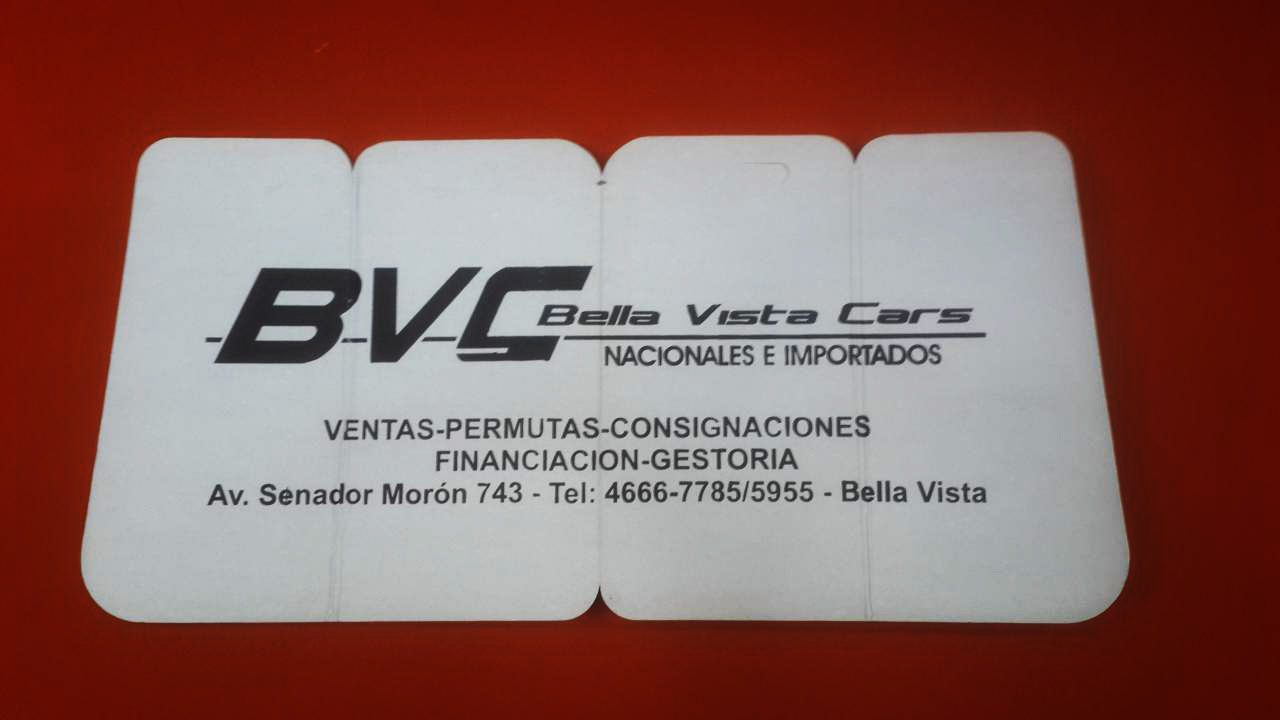 BVC Bella Vista Cars
NACIONALES E IMPORTADOS
VENTAS-PERMUTAS-CONSIGNACIONES
FINANCIACION-GESTORIA
Av. Senador Morón 743 - Tel: 4666-7785/5955 - Bella Vista